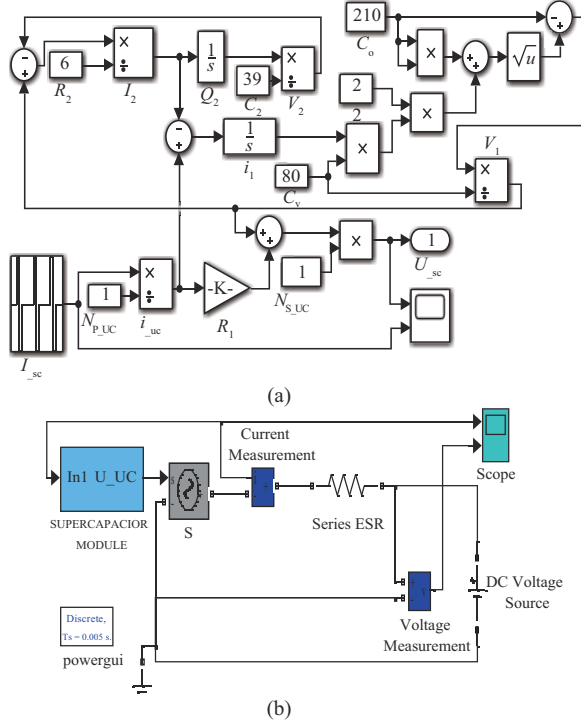 210
C_o
6
R_2
×
÷
I_2
1/s
Q_2
39
C_2
×
÷
V_2
×
√u
2
2
×
1/s
i_1
×
80
C_v
V_1
×
÷
1
N_P_UC
×
÷
i_uc
-K-
R_1
1
N_S_UC
×
1
U_sc
I_sc
(a)
Current
Measurement
In1 U_UC
SUPERCAPACIOR
MODULE
S
Series ESR
Scope
DC Voltage
Source
Voltage
Measurement
Discrete,
Ts = 0.005 s.
powergui
(b)